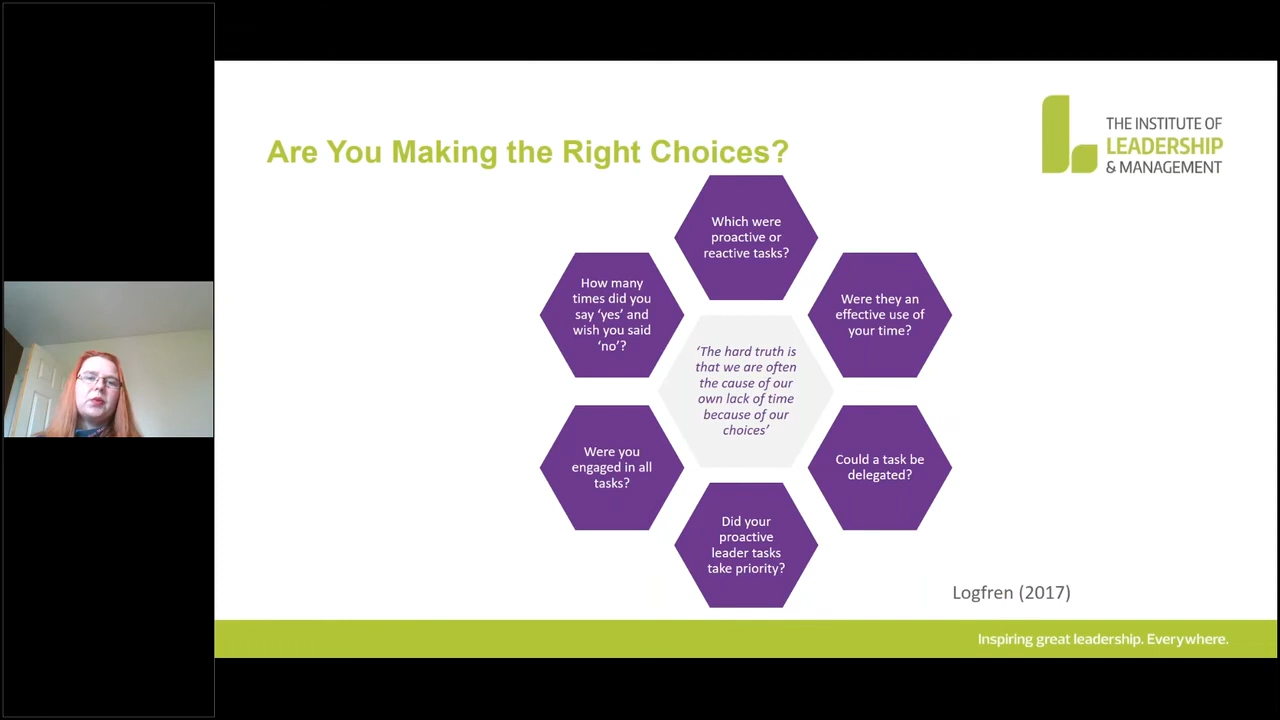 Are You Making the Right Choices?
THE INSTITUTE OF
LEADERSHIP
& MANAGEMENT
Which were
proactive or
reactive tasks?
Were they an
effective use of
your time?
Could a task be
delegated?
Did your
proactive
leader tasks
take priority?
Were you
engaged in all
tasks?
How many
times did you
say ‘yes’ and
wish you said
‘no’?
‘The hard truth is
that we are often
the cause of our
own lack of time
because of our
choices’
Logfren (2017)
Inspiring great leadership. Everywhere.